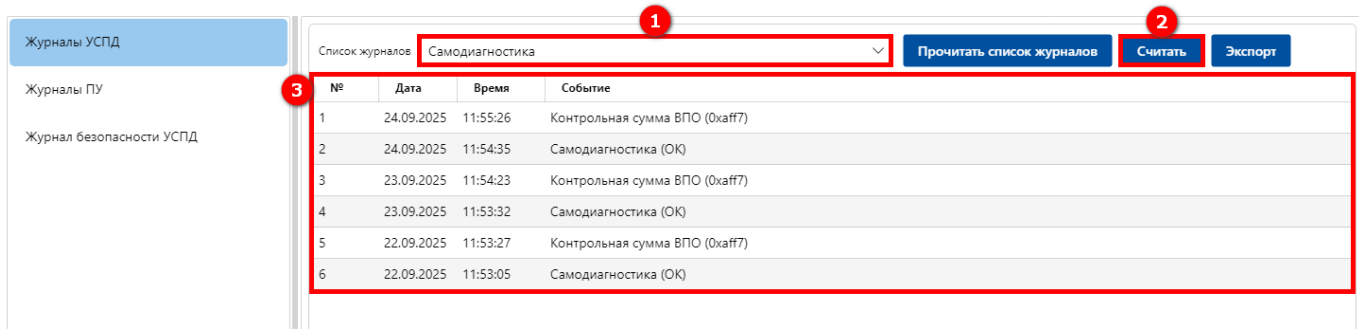 1
2
Журналы УСПД
Список журналов Самодиагностика Прочитать список журналов Считать Экспорт
Журналы ПУ
3
№ Дата Время Событие
1 24.09.2025 11:55:26 Контрольная сумма ВПО (0xaff7)
Журнал безопасности УСПД
2 24.09.2025 11:54:35 Самодиагностика (ОК)
3 23.09.2025 11:54:23 Контрольная сумма ВПО (0xaff7)
4 23.09.2025 11:53:32 Самодиагностика (ОК)
5 22.09.2025 11:53:27 Контрольная сумма ВПО (0xaff7)
6 22.09.2025 11:53:05 Самодиагностика (ОК)